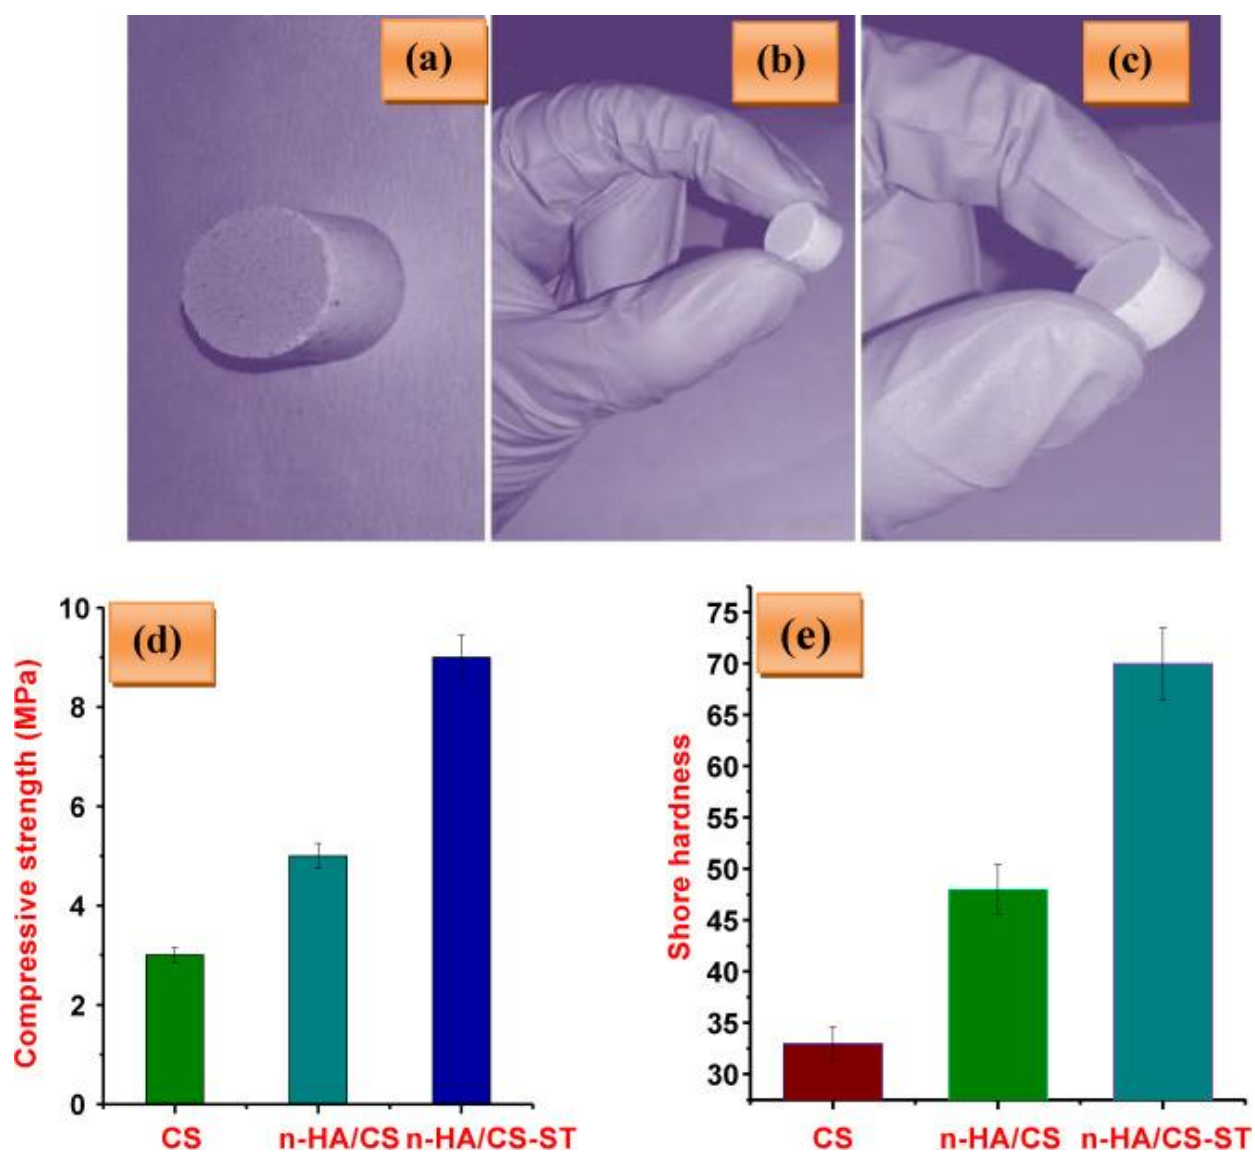 (a)
(b)
(c)
(d)
Compressive strength (MPa)
10
8
6
4
2
0
CS
n-HA/CS
n-HA/CS-ST
(e)
Shore hardness
75
70
65
60
55
50
45
40
35
30
CS
n-HA/CS
n-HA/CS-ST